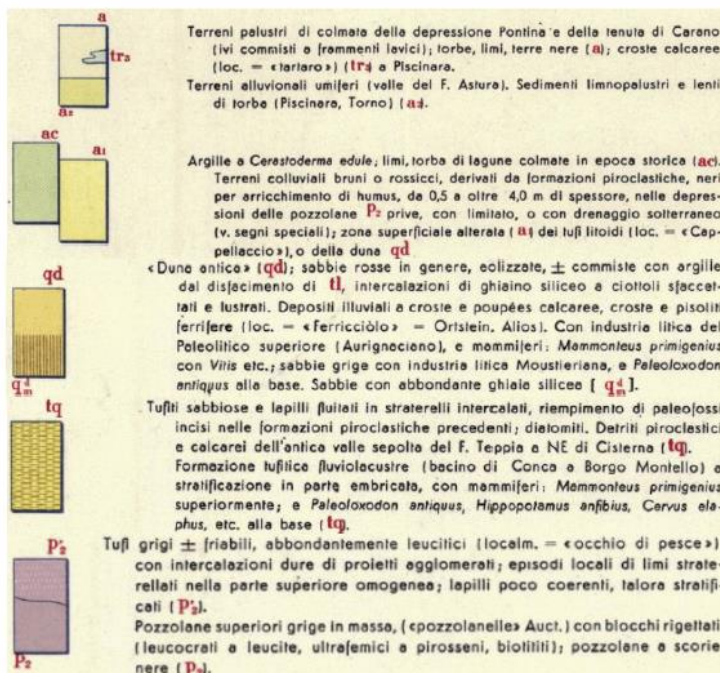 a
tr₃
a₂
Terreni palustri di colmata della depressione Pontina e della tenuta di Carano
(ivi commisti a frammenti lavici); torbe, limi, terre nere (a); croste calcaree
(loc. = «tartaro») (tr₃) a Piscinara.
Terreni alluvionali umiferi (valle del F. Astura). Sedimenti limnopalustri e lenti
di torba (Piscinara, Torno) (a₂).
ac
a₁
Argille a Cerastoderma edule; limi, torba di lagune colmate in epoca storica (ac).
Terreni colluviali bruni o rossicci, derivati da formazioni piroclastiche, neri
per arricchimento di humus, da 0,5 a oltre 4,0 m di spessore, nelle depres-
sioni delle pozzolane P₂ prive, con limitato, o con drenaggio sotterraneo
(v. segni speciali); zona superficiale alterata (a₁) dei tufi litoidi (loc. = «Cap-
pellaccio»), o della duna qd
qd
qᵈₘ
«Duna antica» (qd); sabbie rosse in genere, eolizzate, ± commiste con argille
dal disfacimento di tl, intercalazioni di ghiaino siliceo a ciottoli sfaccet-
tati e lustrati. Depositi illuviali a croste e poupées calcaree, croste e pisoliti
ferrifere (loc. = «Ferricciòlo» = Ortstein, Alios). Con industria litica del
Paleolitico superiore (Aurignaciano), e mammiferi: Mammonteus primigenius
con Vitis etc.; sabbie grige con industria litica Moustieriana, e Paleoloxodon
antiquus alla base. Sabbie con abbondante ghiaia silicea [ qᵈₘ ].
tq
Tufiti sabbiose e lapilli fluitati in straterelli intercalati, riempimento di paleofossi
incisi nelle formazioni piroclastiche precedenti; diatomiti. Detriti piroclastici
e calcarei dell'antica valle sepolta del F. Teppia a NE di Cisterna (tq).
Formazione tufitica fluviolacustre (bacino di Conca a Borgo Montello) a
stratificazione in parte embricata, con mammiferi: Mammonteus primigenius
superiormente; e Paleoloxodon antiquus, Hippopotamus anfibius, Cervus ela-
phus, etc. alla base (tq).
P'₂
P₂
Tufi grigi ± friabili, abbondantemente leucitici (localm. = «occhio di pesce»)
con intercalazioni dure di proietti agglomerati; episodi locali di limi strate-
rellati nella parte superiore omogenea; lapilli poco coerenti, talora stratifi-
cati (P'₂).
Pozzolane superiori grige in massa, («pozzolanelle» Auct.) con blocchi rigettati
(leucocrati a leucite, ultrafemici a pirosseni, biotititi); pozzolane a scorie
nere (P₂).